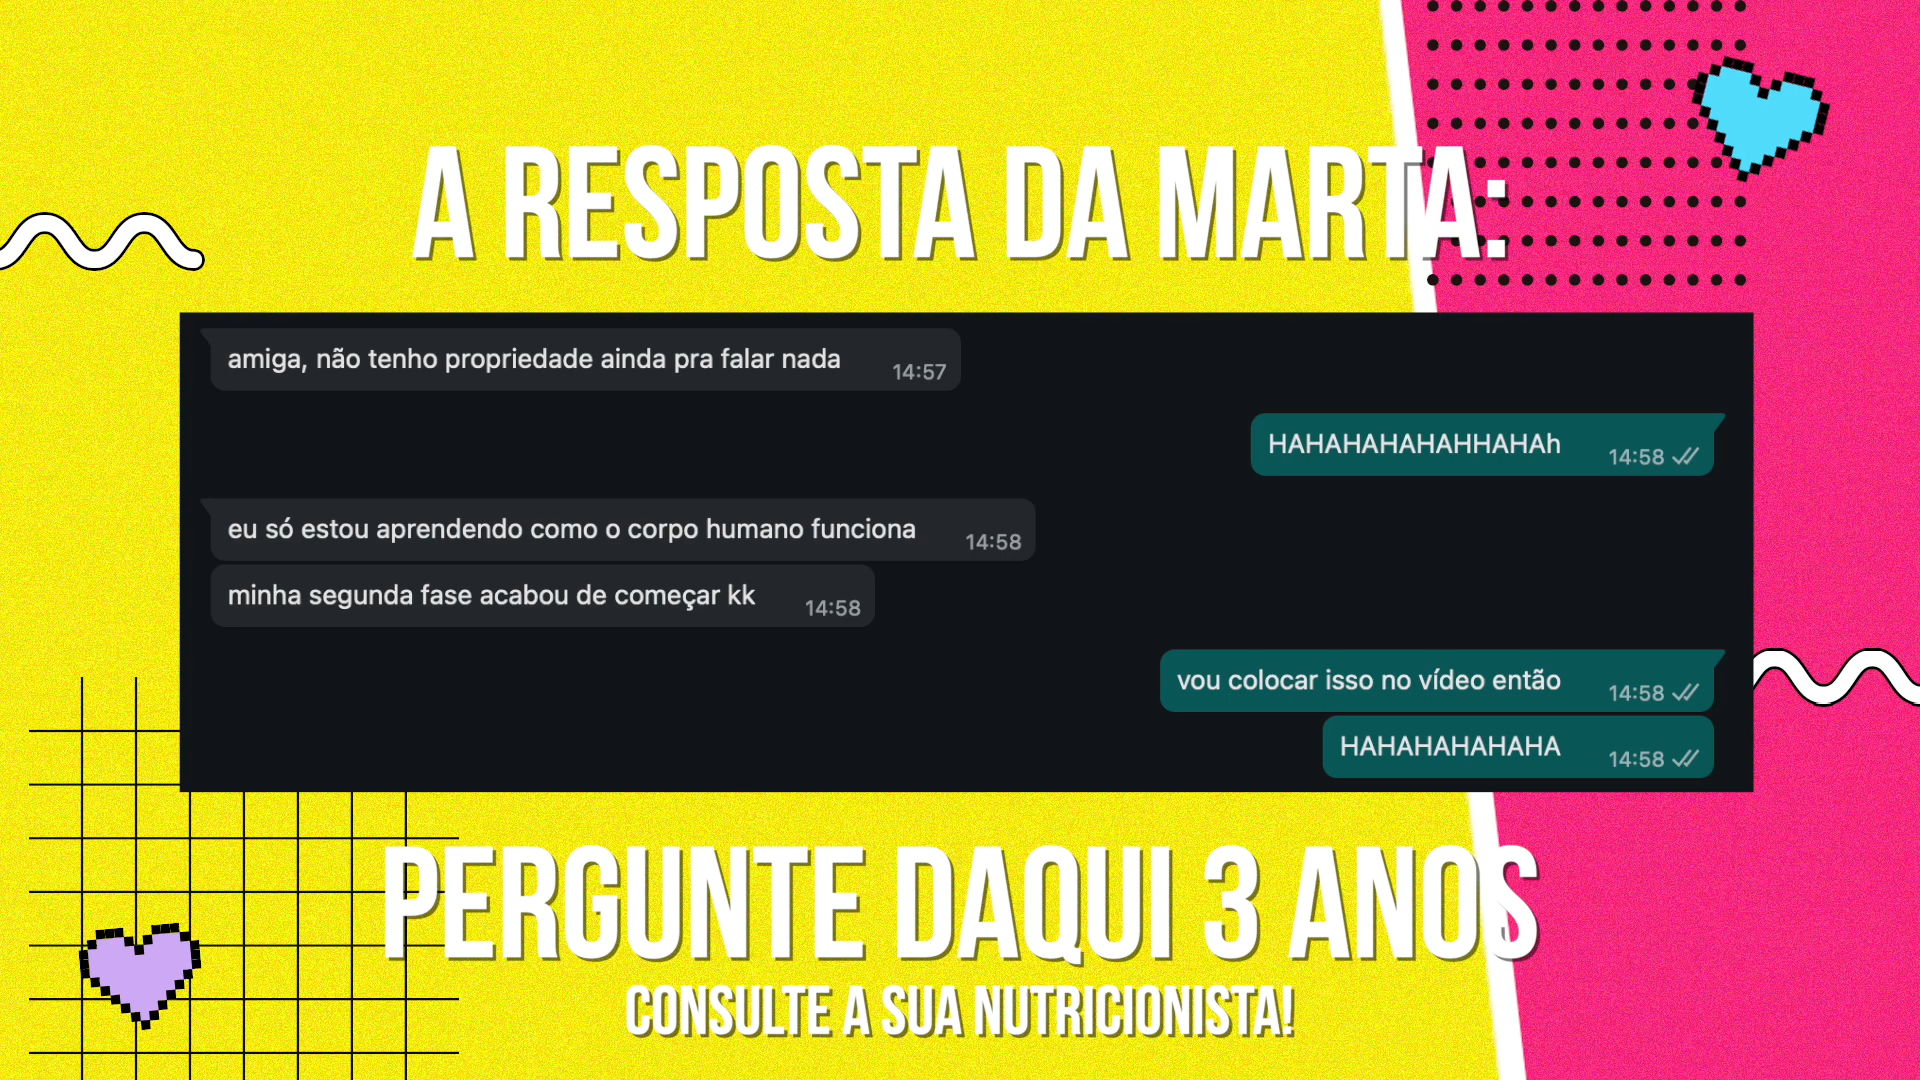 A RESPOSTA DA MARTA:
amiga, não tenho propriedade ainda pra falar nada 14:57
HAHAHAHAHAHHAHAh 14:58
eu só estou aprendendo como o corpo humano funciona 14:58
minha segunda fase acabou de começar kk 14:58
vou colocar isso no vídeo então 14:58
HAHAHAHAHAHA 14:58
PERGUNTE DAQUI 3 ANOS
CONSULTE A SUA NUTRICIONISTA!